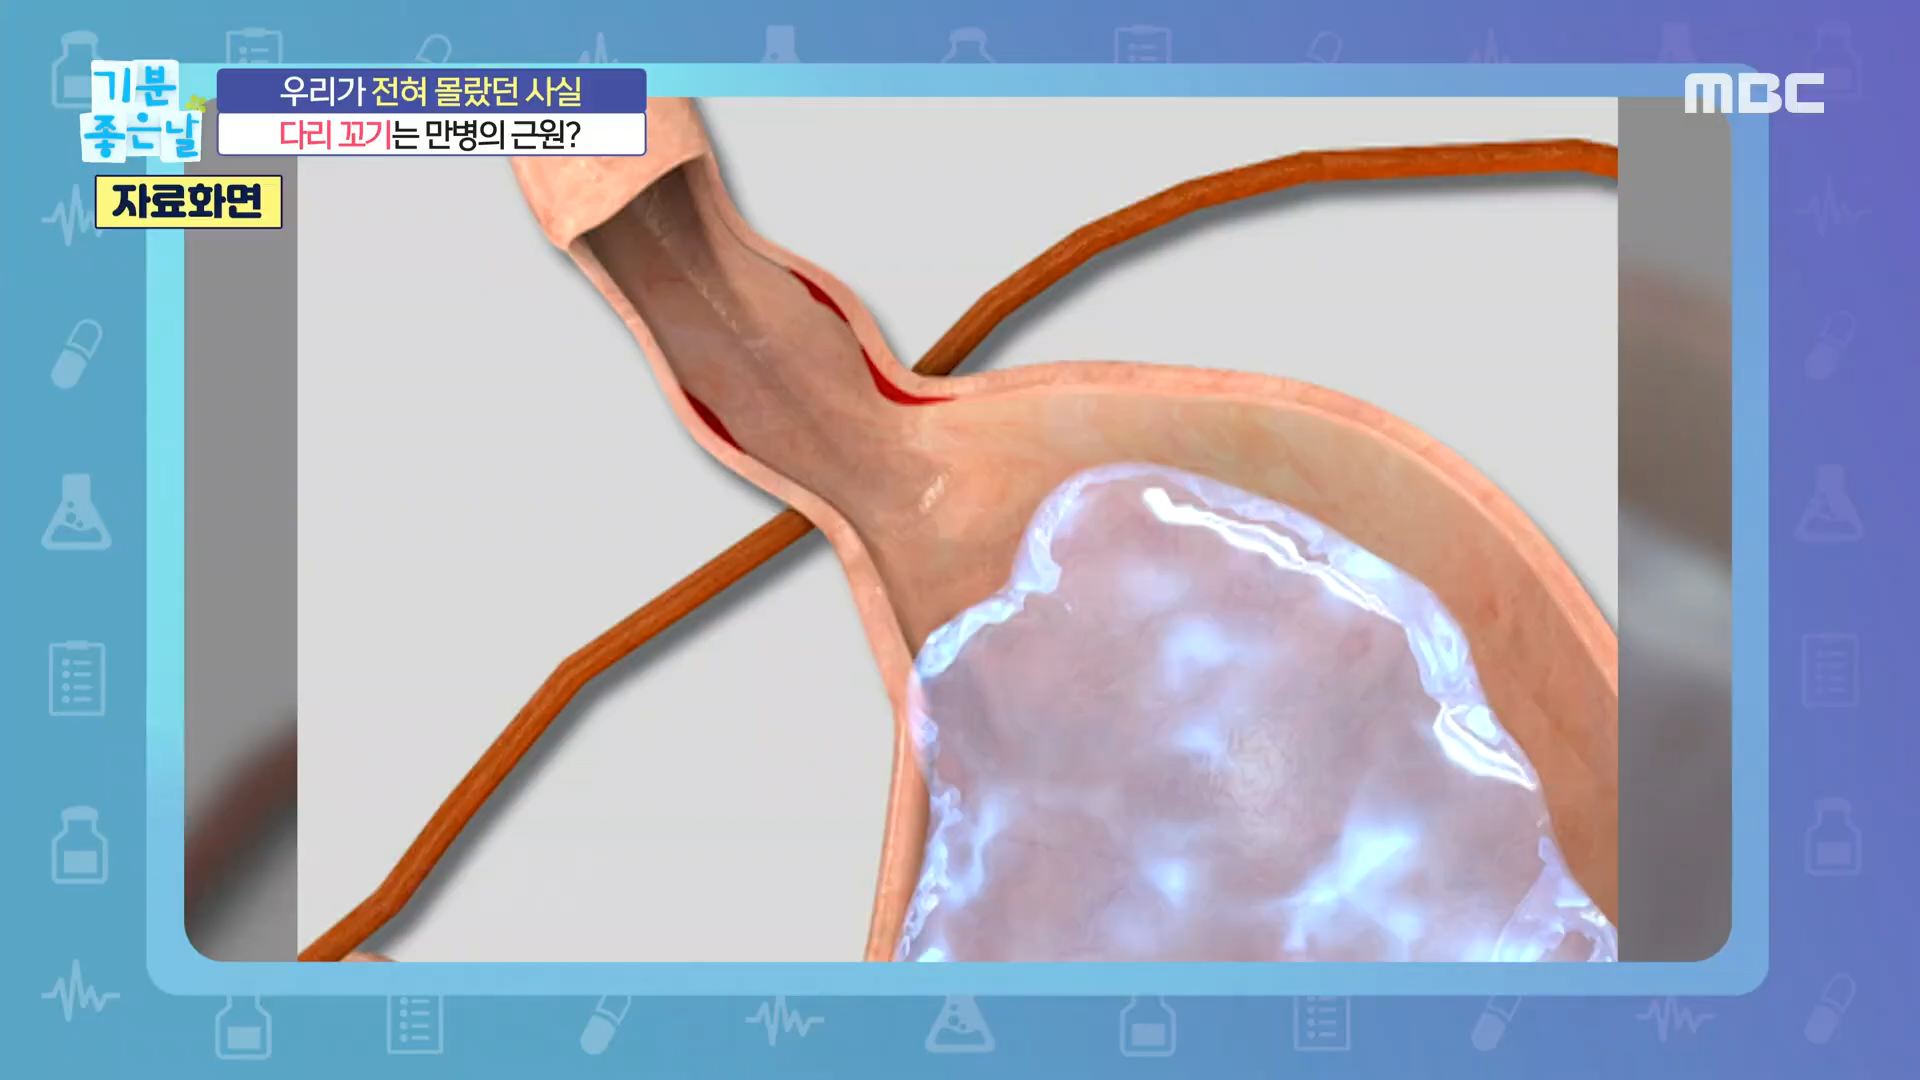 기분
좋은날
우리가 전혀 몰랐던 사실
다리 꼬기는 만병의 근원?
MBC
자료화면